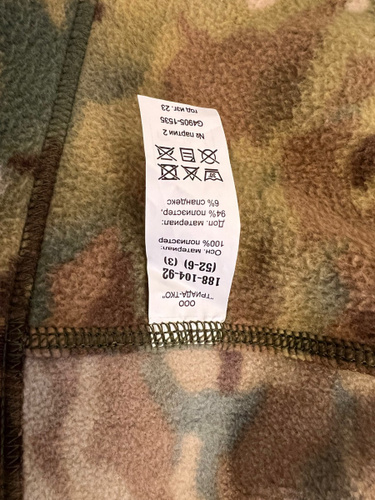 ООО
"ТРИАДА-ТКО"
188-104-92
(52-6) (3)
Осн. материал:
100% полиэстер
Доп. материал:
94% полиэстер,
6% спандекс
№ партии 2
G4905-1535
год изг. 23